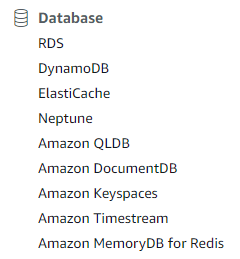 Database
RDS
DynamoDB
ElastiCache
Neptune
Amazon QLDB
Amazon DocumentDB
Amazon Keyspaces
Amazon Timestream
Amazon MemoryDB for Redis